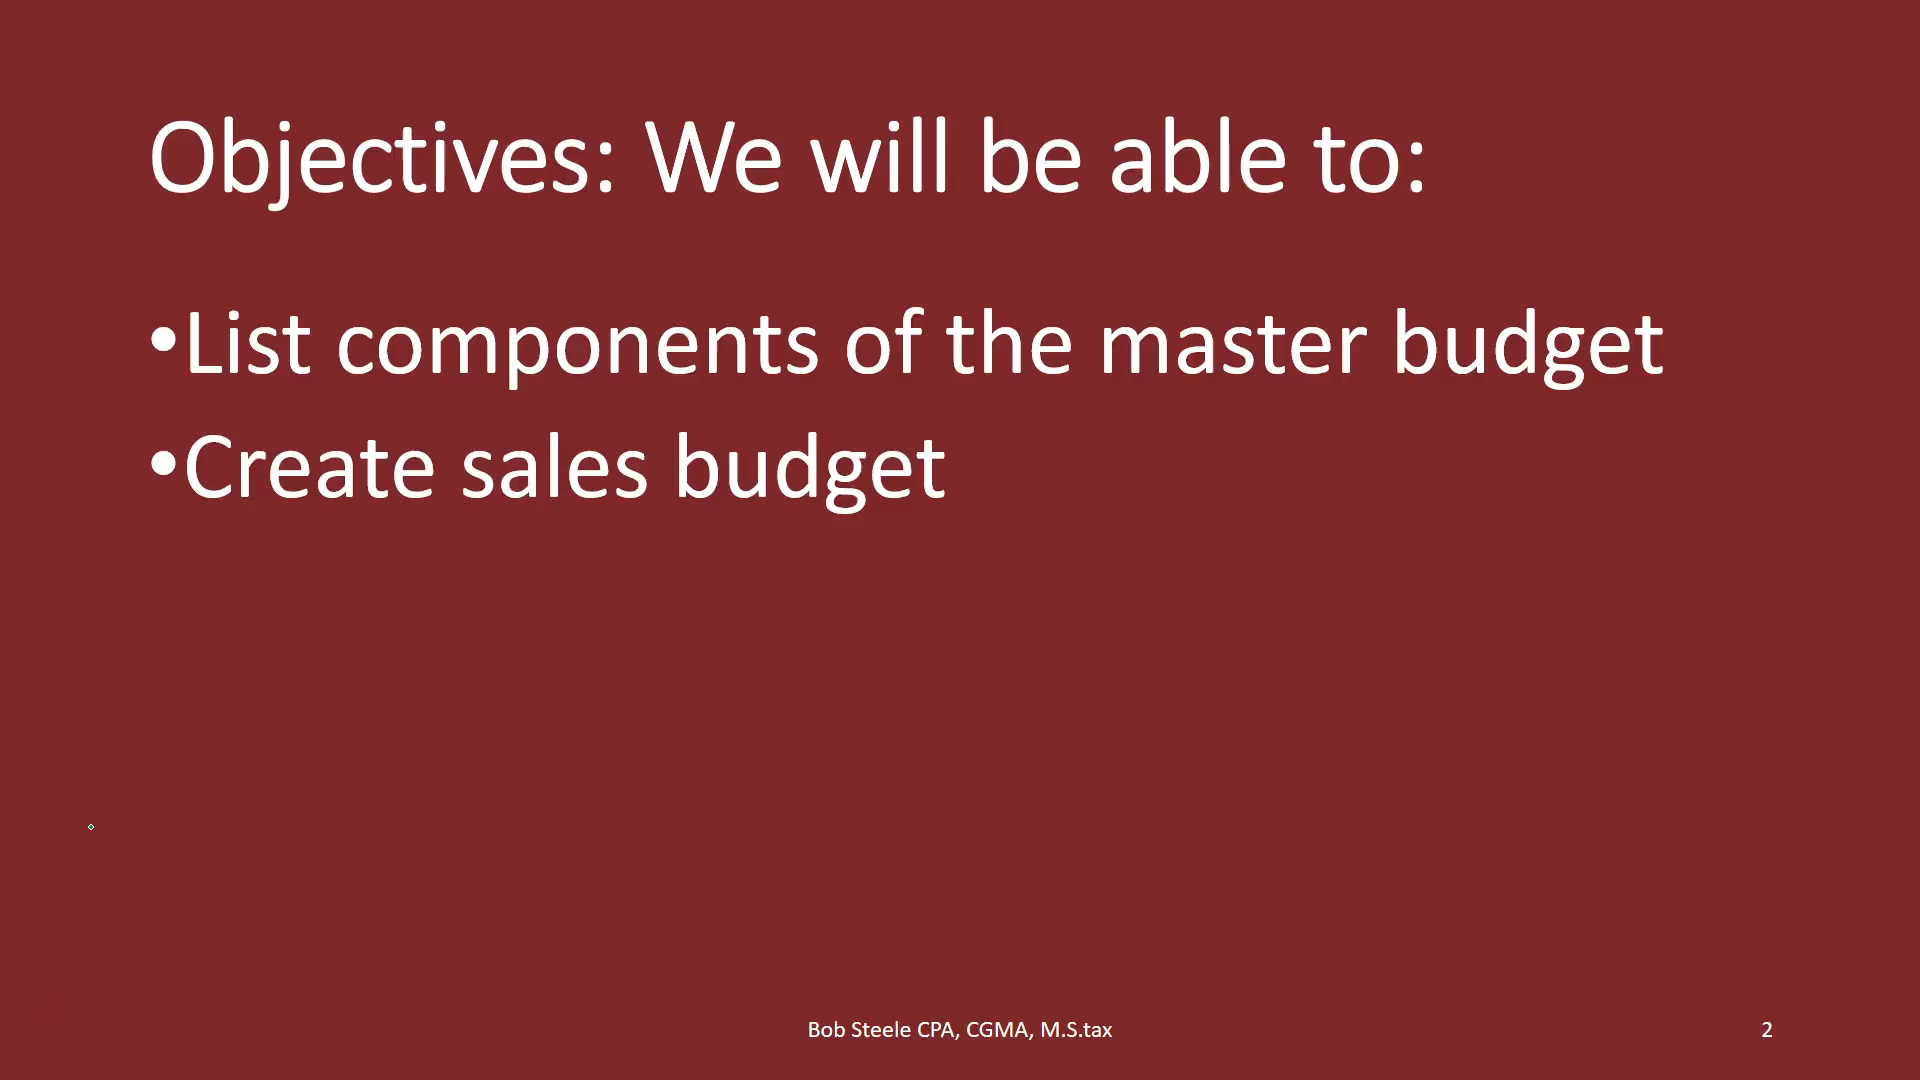 Objectives: We will be able to:
•List components of the master budget
•Create sales budget
Bob Steele CPA, CGMA, M.S.tax
2